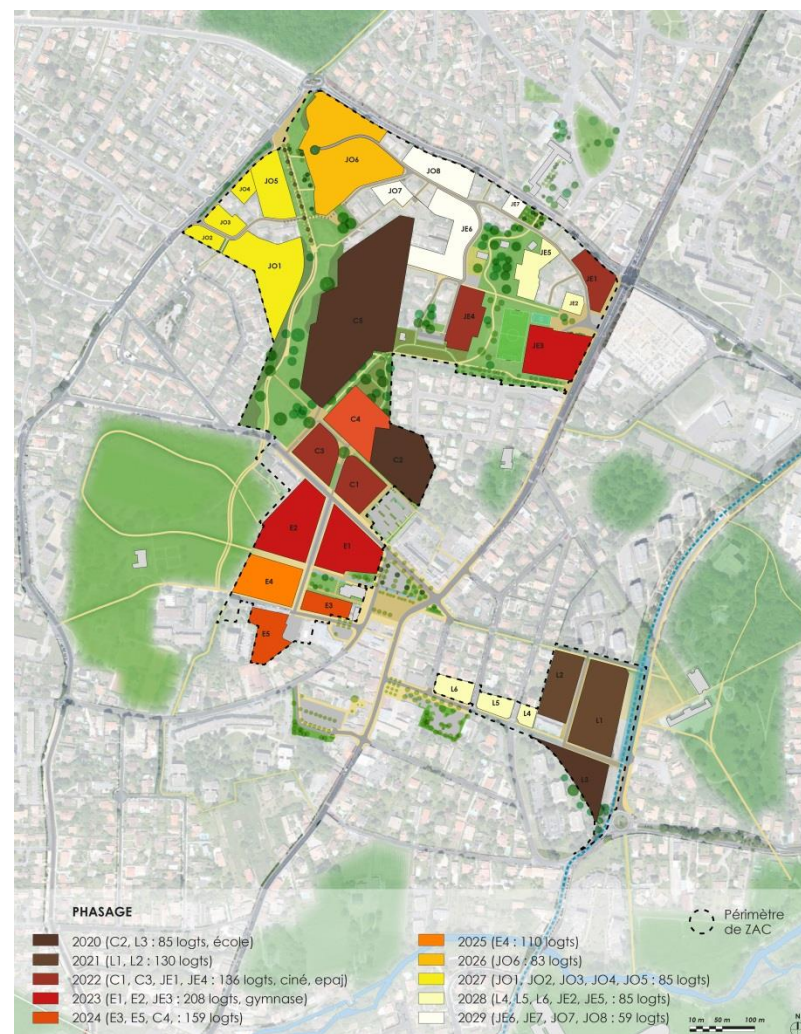 JO6
JO8
JO5
JO4
JO7
JE7
JO3
JE6
JO2
JE5
JO1
JE1
JE2
C5
JE4
JE3
C4
C3
C2
C1
E2
E1
E4
E3
E5
L2
L6
L5
L4
L1
L3
PHASAGE
Périmètre
de ZAC
2020 (C2, L3 : 85 logts, école)
2021 (L1, L2 : 130 logts)
2022 (C1, C3, JE1, JE4 : 136 logts, ciné, epaj)
2023 (E1, E2, JE3 : 208 logts, gymnase)
2024 (E3, E5, C4, : 159 logts)
2025 (E4 : 110 logts)
2026 (JO6 : 83 logts)
2027 (JO1, JO2, JO3, JO4, JO5 : 85 logts)
2028 (L4, L5, L6, JE2, JE5, : 85 logts)
2029 (JE6, JE7, JO7, JO8 : 59 logts)
10 m 50 m 100 m
N